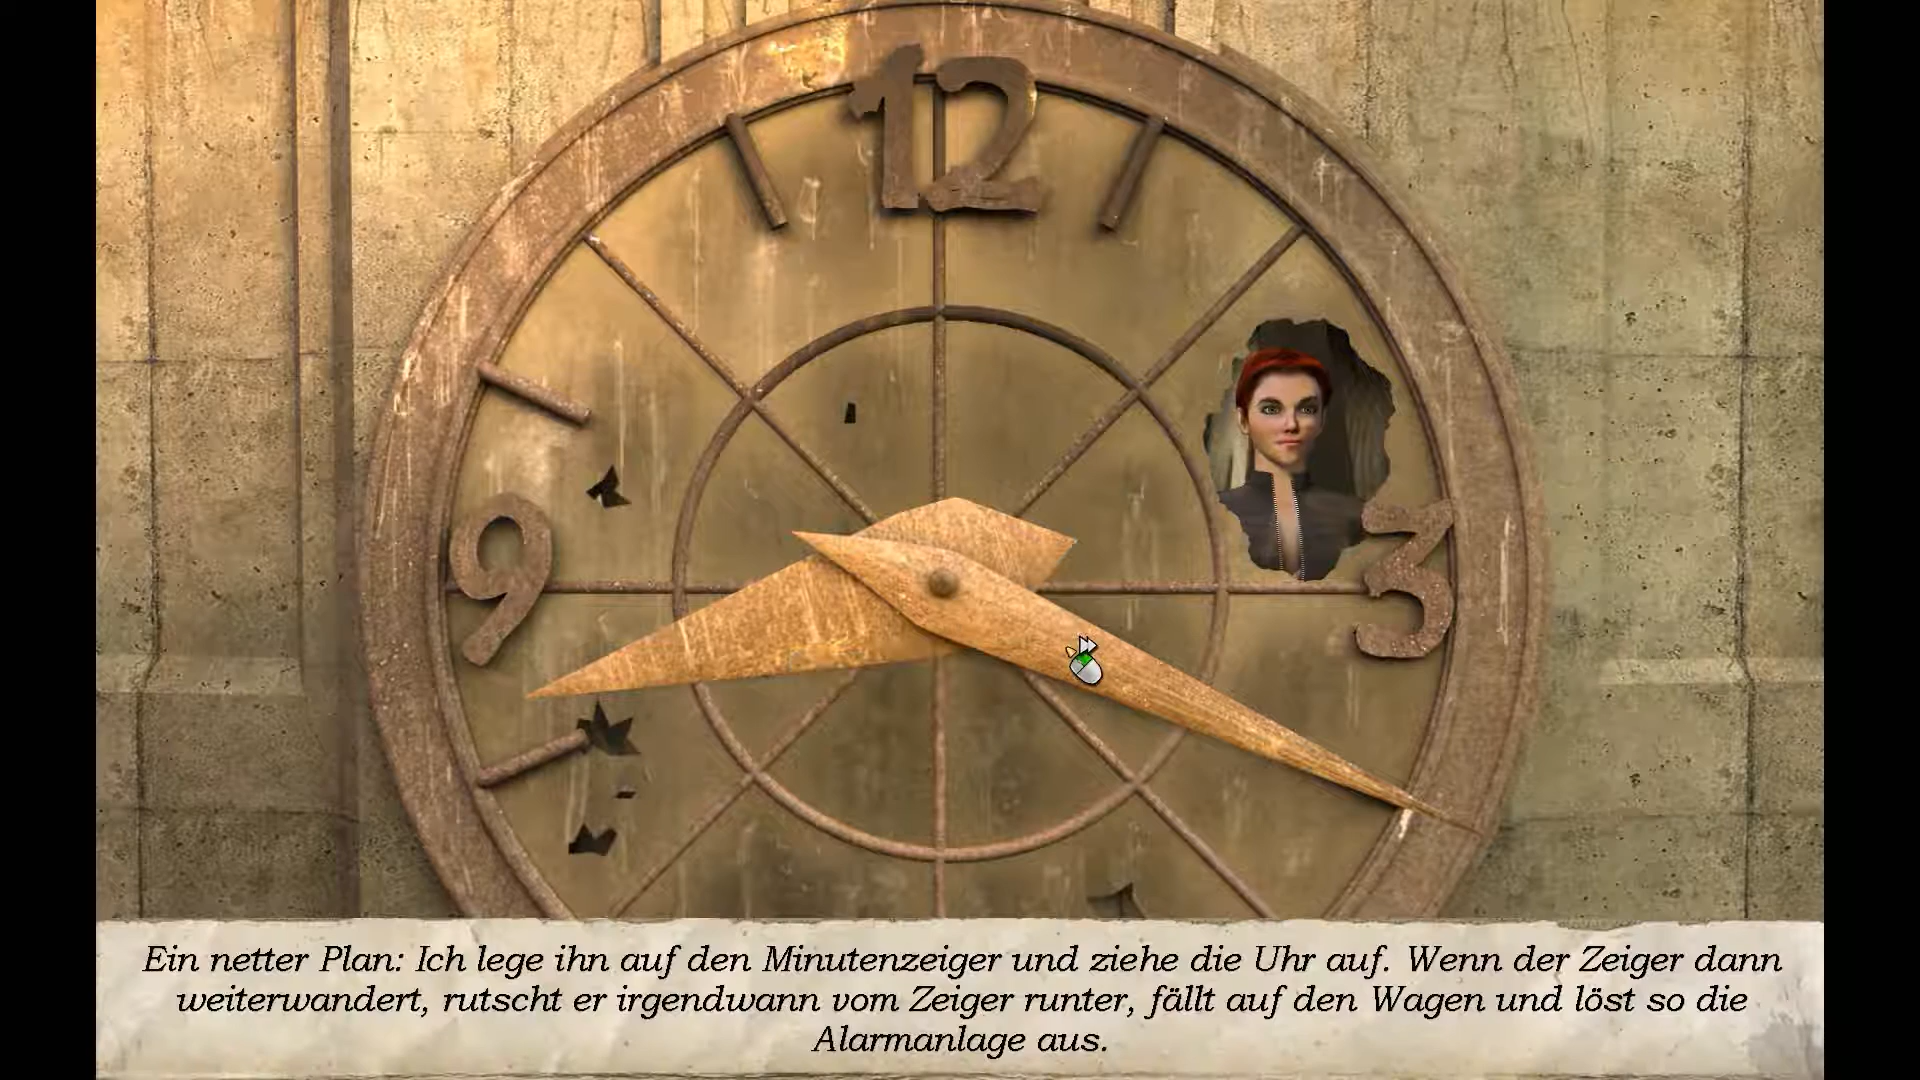 12
9
3
Ein netter Plan: Ich lege ihn auf den Minutenzeiger und ziehe die Uhr auf. Wenn der Zeiger dann
weiterwandert, rutscht er irgendwann vom Zeiger runter, fällt auf den Wagen und löst so die
Alarmanlage aus.